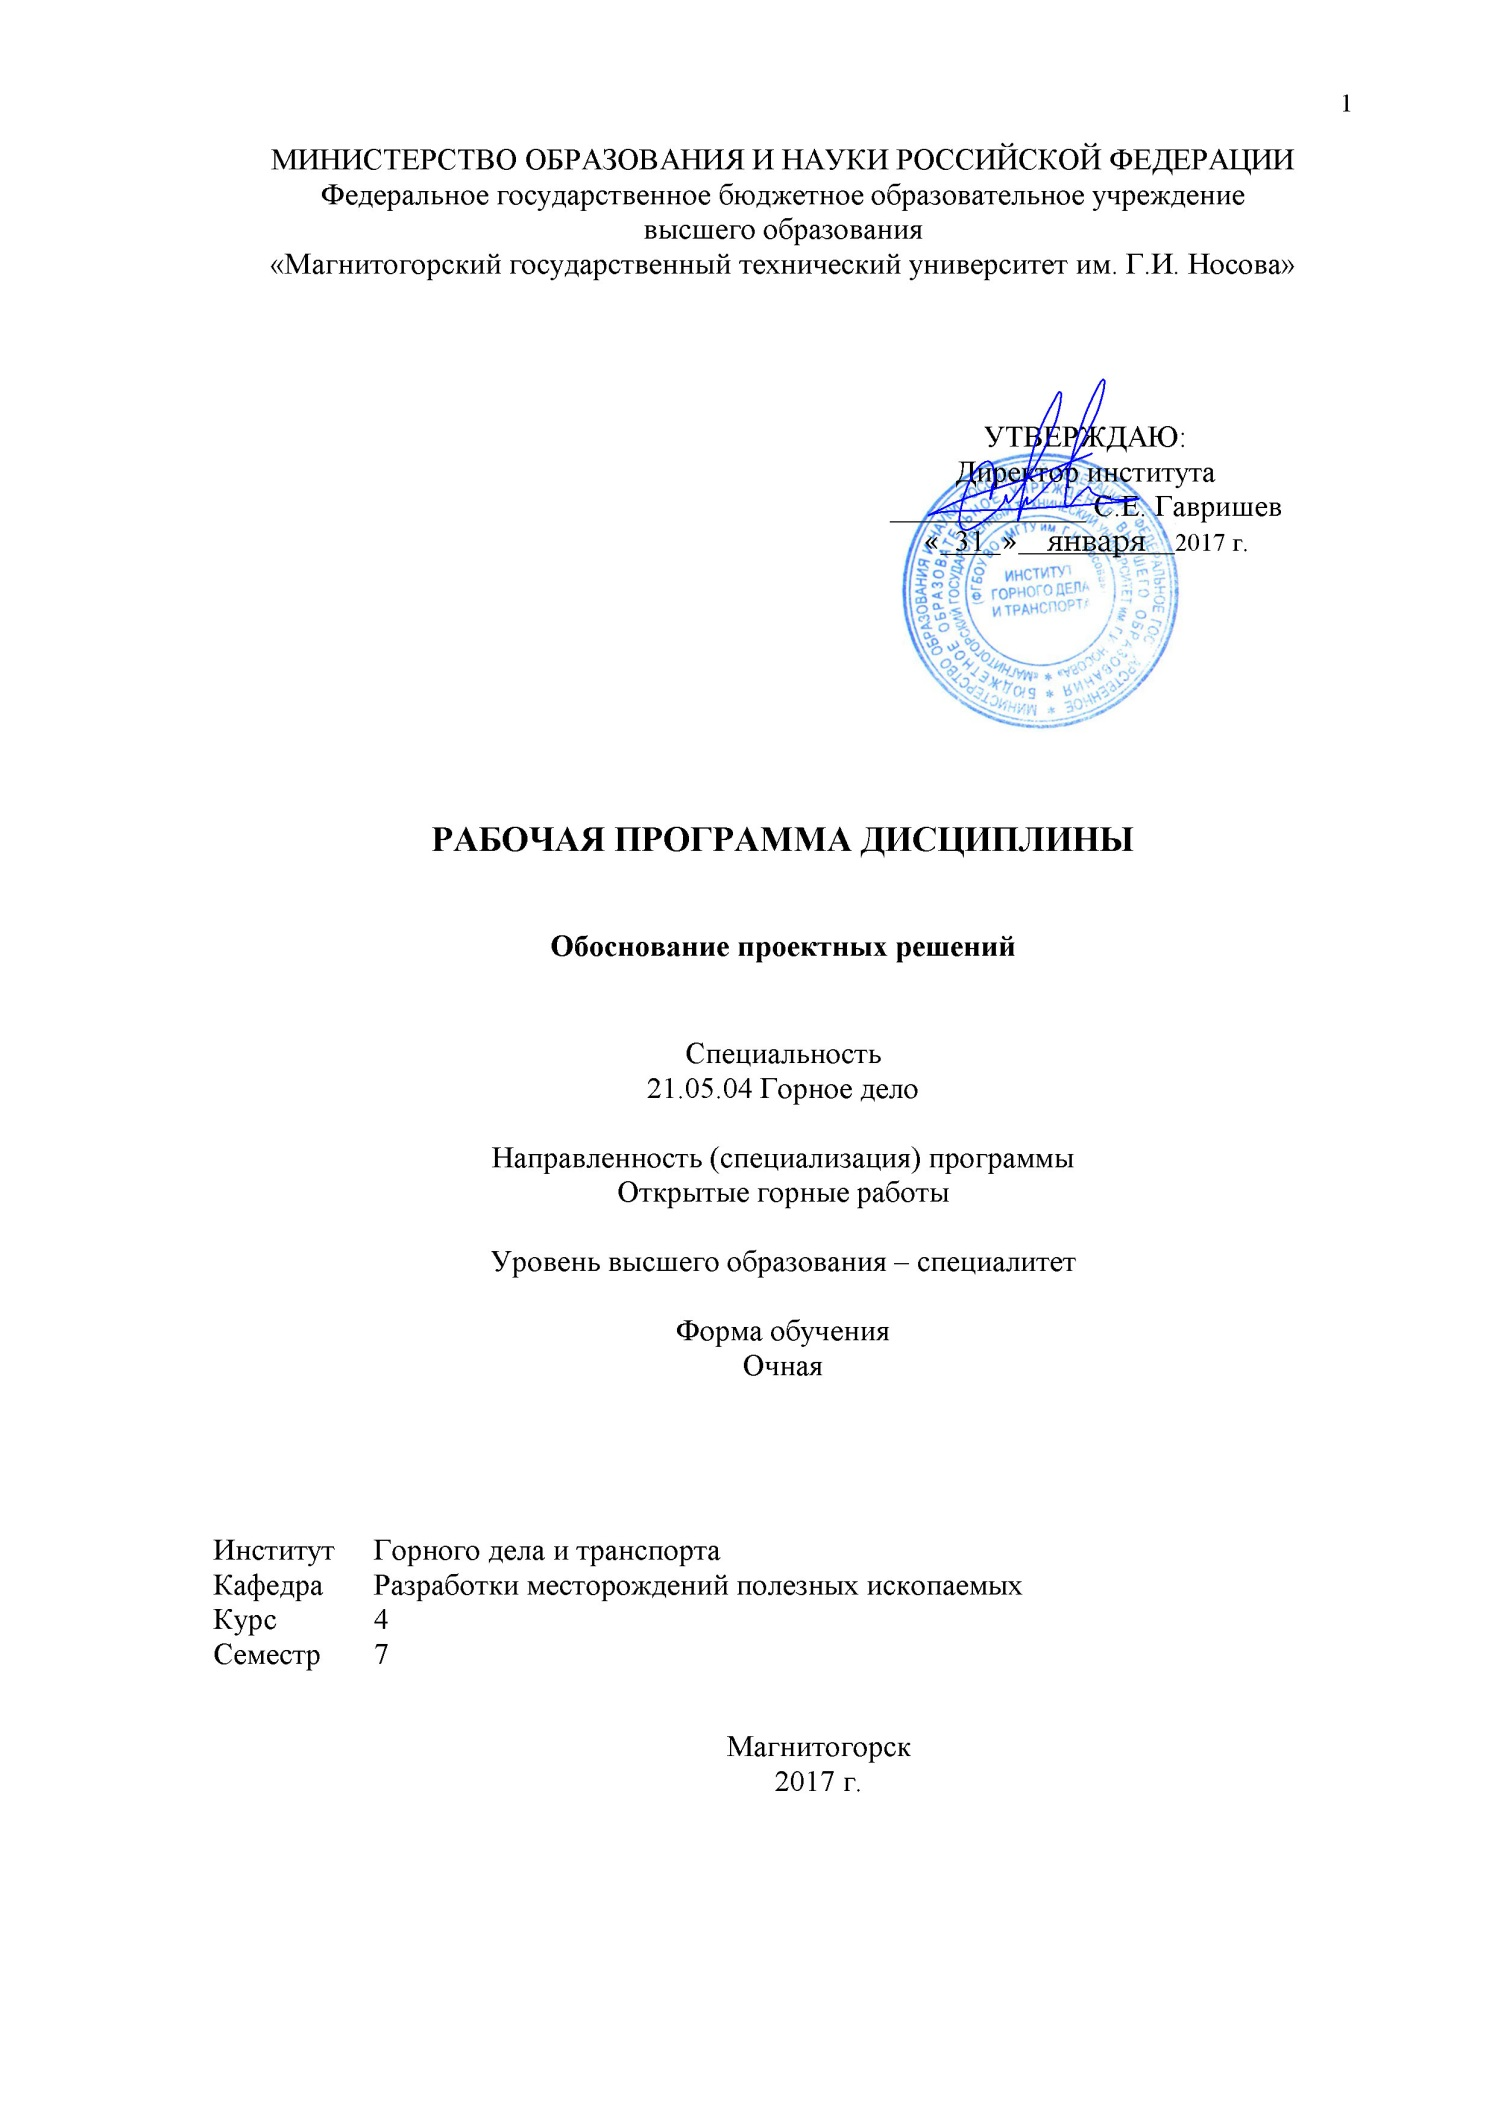 1
МИНИСТЕРСТВО ОБРАЗОВАНИЯ И НАУКИ РОССИЙСКОЙ ФЕДЕРАЦИИ
Федеральное государственное бюджетное образовательное учреждение
высшего образования
«Магнитогорский государственный технический университет им. Г.И. Носова»
УТВЕРЖДАЮ:
Директор института
С.Е. Гавришев
« 31 » января 2017 г.
ИНСТИТУТ
ГОРНОГО ДЕЛА
И ТРАНСПОРТА
РАБОЧАЯ ПРОГРАММА ДИСЦИПЛИНЫ
Обоснование проектных решений
Специальность
21.05.04 Горное дело
Направленность (специализация) программы
Открытые горные работы
Уровень высшего образования – специалитет
Форма обучения
Очная
Институт Горного дела и транспорта
Кафедра Разработки месторождений полезных ископаемых
Курс 4
Семестр 7
Магнитогорск
2017 г.